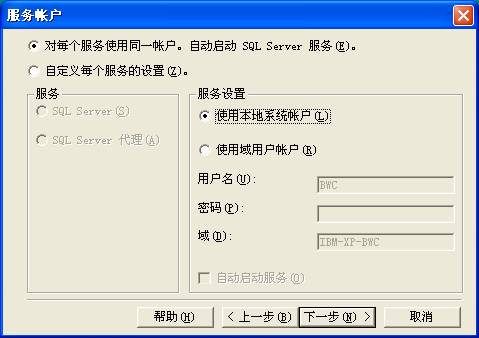 服务帐户
对每个服务使用同一帐户。自动启动 SQL Server 服务(E)。
自定义每个服务的设置(Z)。
服务
SQL Server(S)
SQL Server 代理(A)
服务设置
使用本地系统帐户(L)
使用域用户帐户(R)
用户名(U):
BWC
密码(P):
域(D):
IBM-XP-BWC
自动启动服务(O)
帮助(H)
< 上一步(B)
下一步(N) >
取消